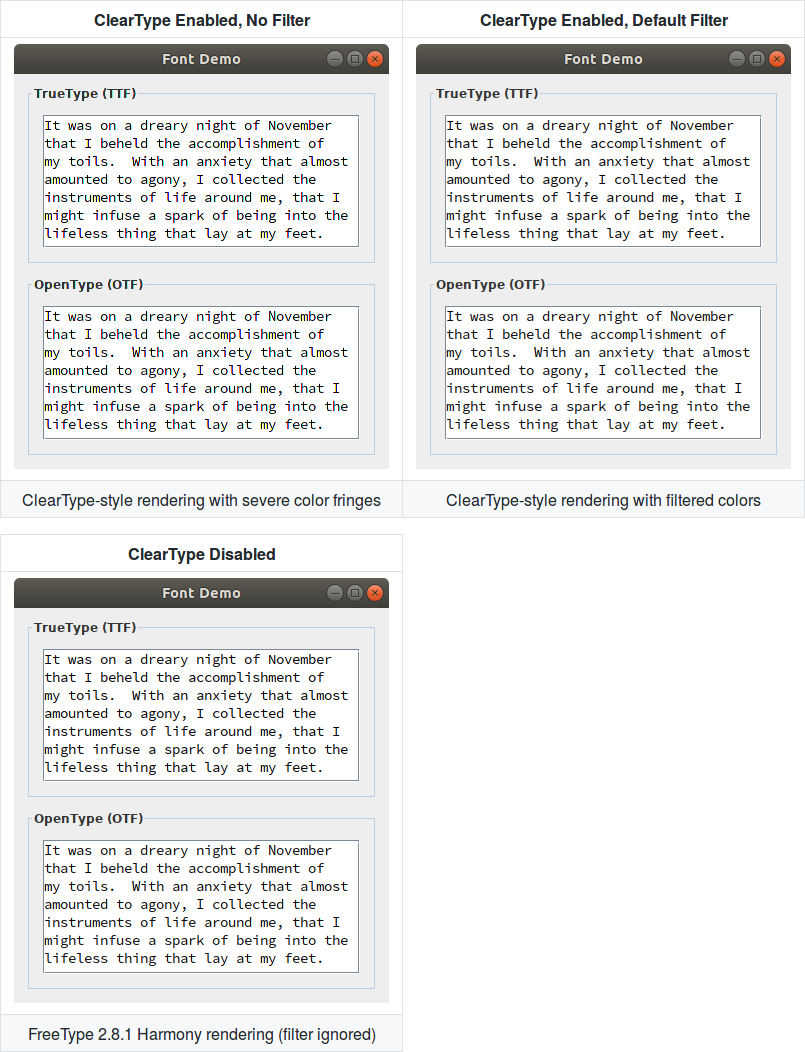 ClearType Enabled, No Filter
Font Demo
TrueType (TTF)
It was on a dreary night of November
that I beheld the accomplishment of
my toils.  With an anxiety that almost
amounted to agony, I collected the
instruments of life around me, that I
might infuse a spark of being into the
lifeless thing that lay at my feet.
OpenType (OTF)
It was on a dreary night of November
that I beheld the accomplishment of
my toils.  With an anxiety that almost
amounted to agony, I collected the
instruments of life around me, that I
might infuse a spark of being into the
lifeless thing that lay at my feet.
ClearType-style rendering with severe color fringes
ClearType Enabled, Default Filter
Font Demo
TrueType (TTF)
It was on a dreary night of November
that I beheld the accomplishment of
my toils.  With an anxiety that almost
amounted to agony, I collected the
instruments of life around me, that I
might infuse a spark of being into the
lifeless thing that lay at my feet.
OpenType (OTF)
It was on a dreary night of November
that I beheld the accomplishment of
my toils.  With an anxiety that almost
amounted to agony, I collected the
instruments of life around me, that I
might infuse a spark of being into the
lifeless thing that lay at my feet.
ClearType-style rendering with filtered colors
ClearType Disabled
Font Demo
TrueType (TTF)
It was on a dreary night of November
that I beheld the accomplishment of
my toils.  With an anxiety that almost
amounted to agony, I collected the
instruments of life around me, that I
might infuse a spark of being into the
lifeless thing that lay at my feet.
OpenType (OTF)
It was on a dreary night of November
that I beheld the accomplishment of
my toils.  With an anxiety that almost
amounted to agony, I collected the
instruments of life around me, that I
might infuse a spark of being into the
lifeless thing that lay at my feet.
FreeType 2.8.1 Harmony rendering (filter ignored)